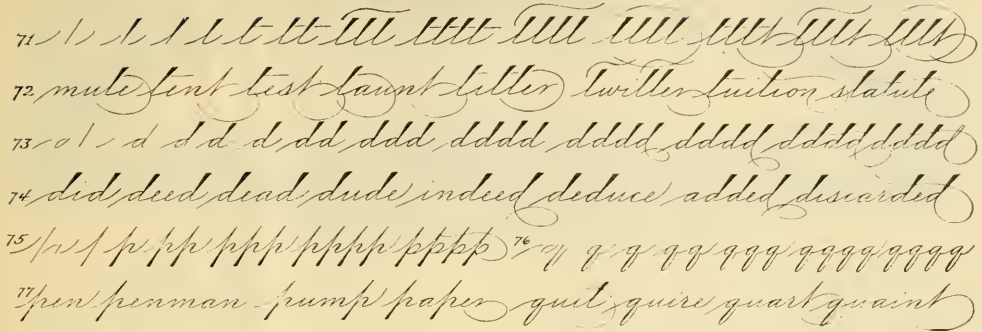 71 l l l t t tt ttt tttt tttt tttt tttt tttt tttt
72 mute tent test taunt titter twitter tuition statute
73 o l d d d d dd ddd dddd dddd dddd dddd dddd
74 did deed dead dude indeed deduce added discarded
75 p pp ppp pppp pppp 76 q q q qq qqq qqqq qqqq
77 pen penman pump paper quit quire quart quaint